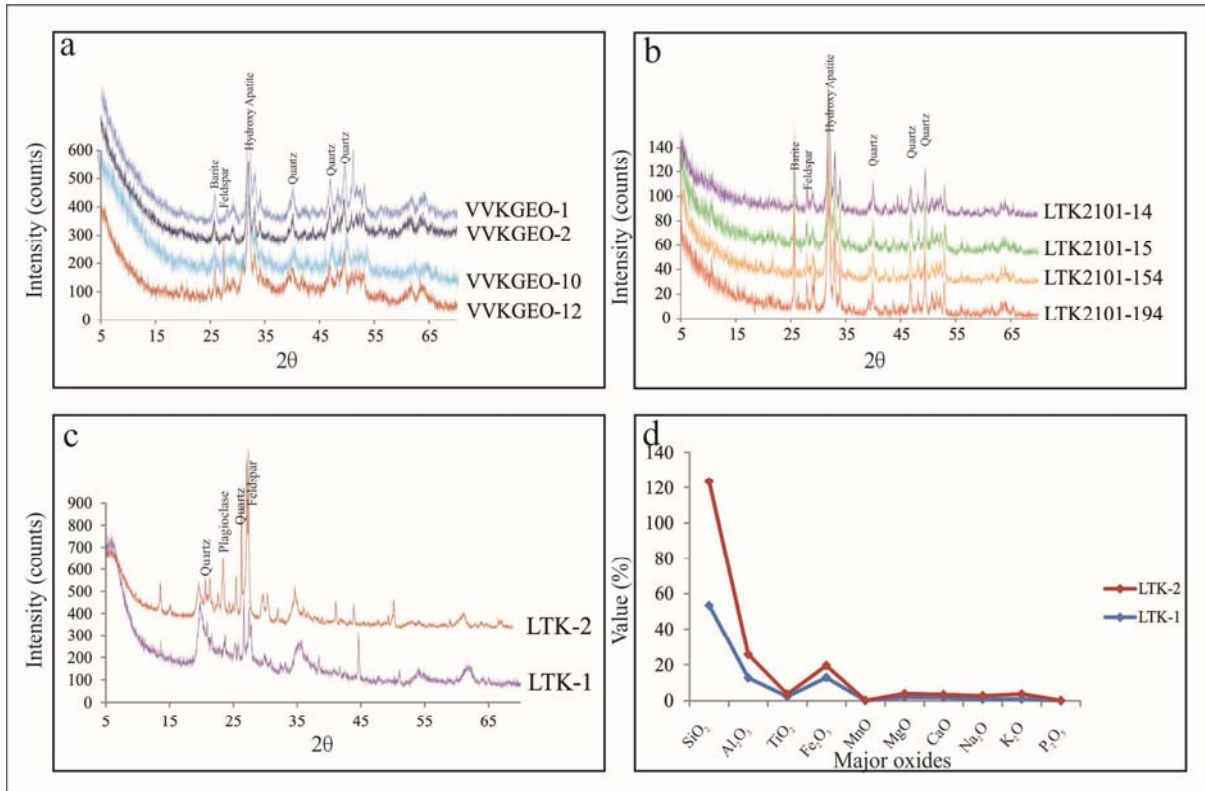 a
Intensity (counts)
600
500
400
300
200
100
0
Barite
Feldspar
Hydroxy Apatite
Quartz
Quartz
Quartz
VVKGEO-1
VVKGEO-2
VVKGEO-10
VVKGEO-12
5 15 25 35 45 55 65
2θ
b
Intensity (counts)
140
120
100
80
60
40
20
0
Barite
Feldspar
Hydroxy Apatite
Quartz
Quartz
Quartz
LTK2101-14
LTK2101-15
LTK2101-154
LTK2101-194
5 15 25 35 45 55 65
2θ
c
Intensity (counts)
900
800
700
600
500
400
300
200
100
0
Quartz
Plagioclase
Quartz
Feldspar
LTK-2
LTK-1
5 15 25 35 45 55 65
2θ
d
Value (%)
140
120
100
80
60
40
20
0
LTK-2
LTK-1
SiO₂ Al₂O₃ TiO₂ Fe₂O₃ MnO MgO CaO Na₂O K₂O P₂O₅
Major oxides